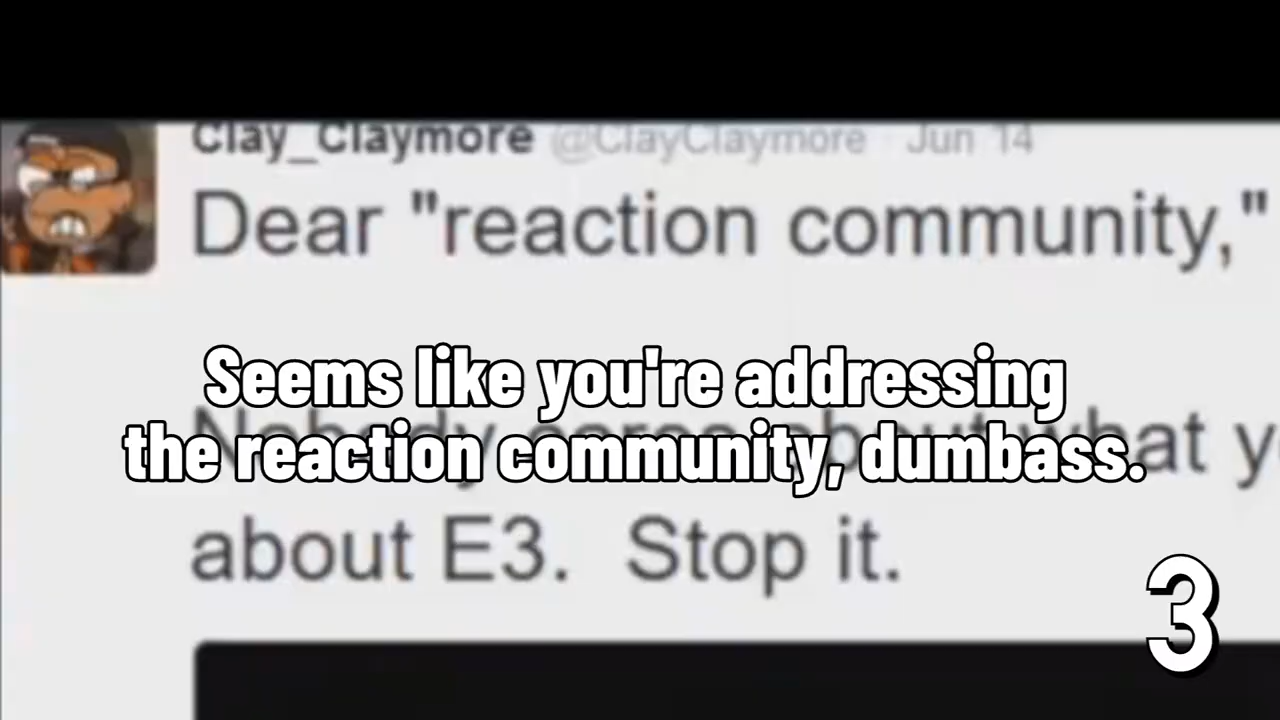 Clay_Claymore @ClayClaymore · Jun 14
Dear "reaction community,"
Seems like you're addressing
the reaction community, dumbass.
about E3. Stop it.
3